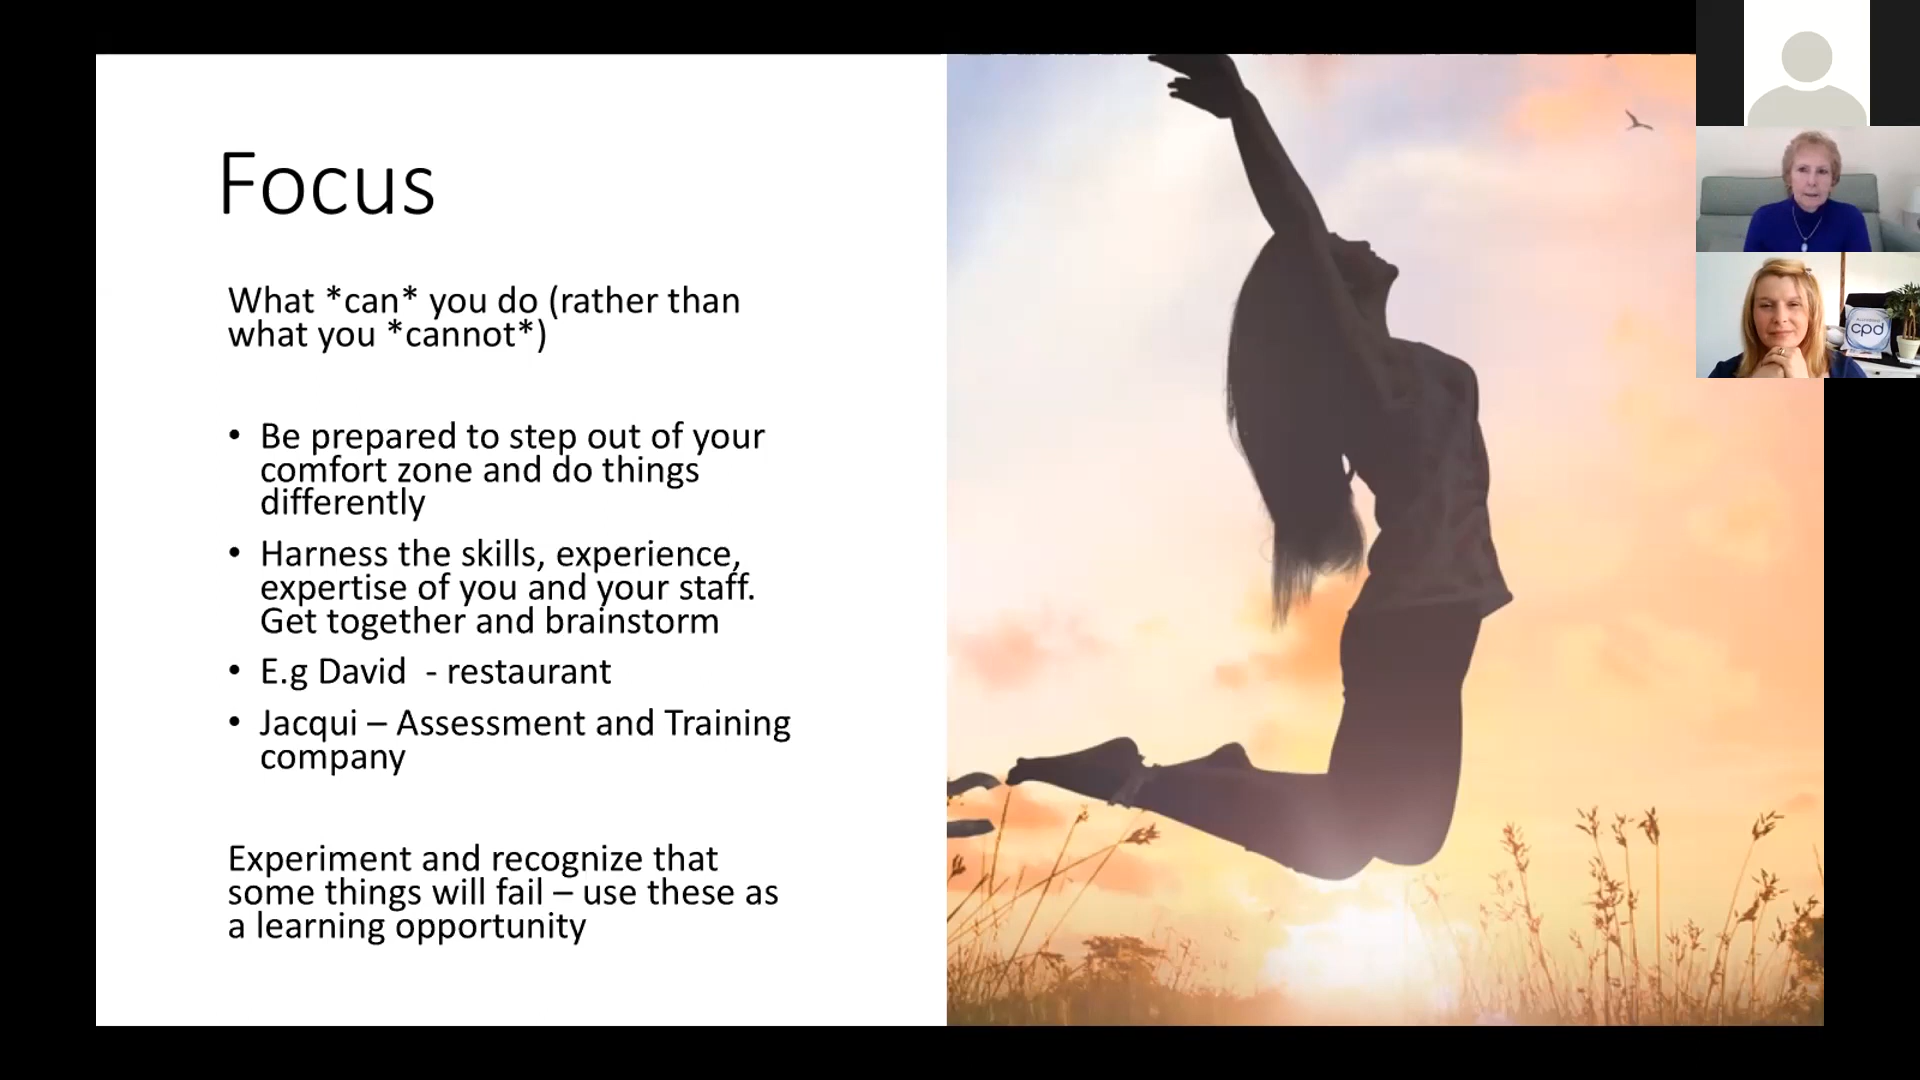 Focus
What *can* you do (rather than
what you *cannot*)
• Be prepared to step out of your
comfort zone and do things
differently
• Harness the skills, experience,
expertise of you and your staff.
Get together and brainstorm
• E.g David  - restaurant
• Jacqui – Assessment and Training
company
Experiment and recognize that
some things will fail – use these as
a learning opportunity
cpd